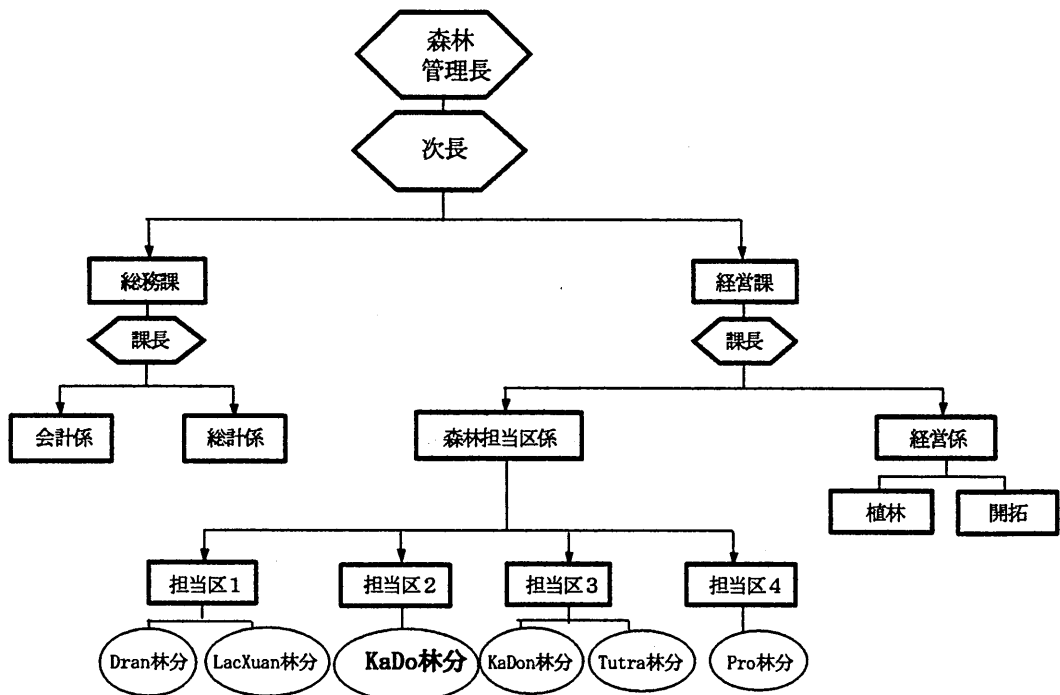 森林
管理長
次長
総務課
経営課
課長
課長
会計係
総計係
森林担当区係
経営係
植林
開拓
担当区1
担当区2
担当区3
担当区4
Dran林分
LacXuan林分
KaDo林分
KaDon林分
Tutra林分
Pro林分